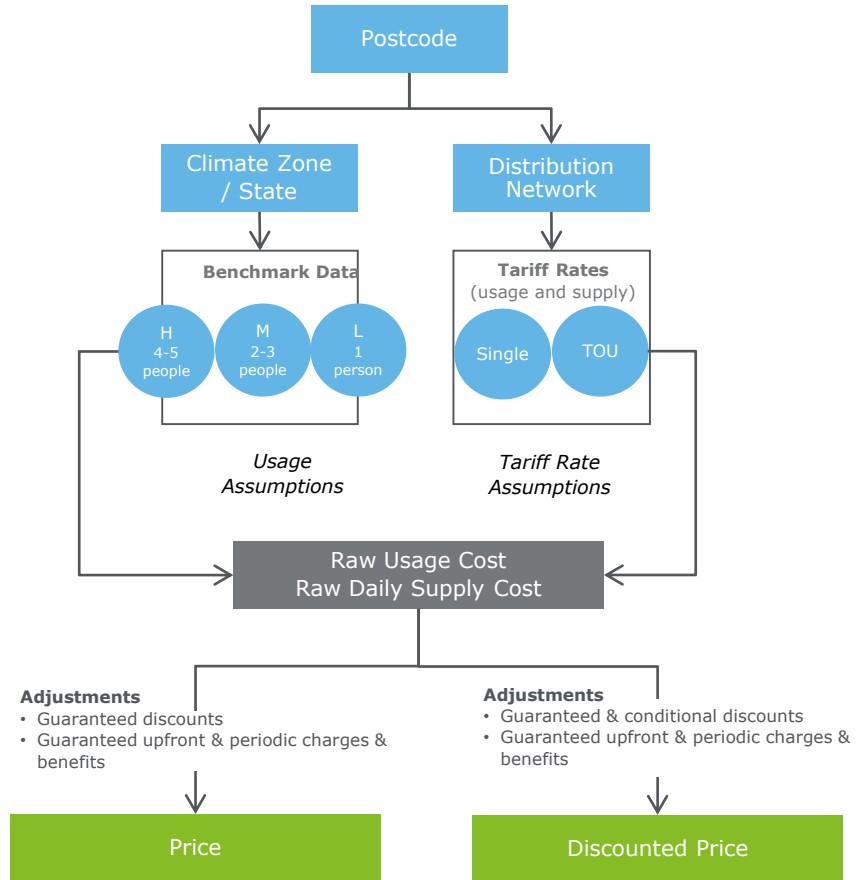 Postcode
Climate Zone
/ State
Distribution
Network
Benchmark Data
H
4-5
people
M
2-3
people
L
1
person
Tariff Rates
(usage and supply)
Single
TOU
Usage
Assumptions
Tariff Rate
Assumptions
Raw Usage Cost
Raw Daily Supply Cost
Adjustments
• Guaranteed discounts
• Guaranteed upfront & periodic charges &
benefits
Adjustments
• Guaranteed & conditional discounts
• Guaranteed upfront & periodic charges &
benefits
Price
Discounted Price